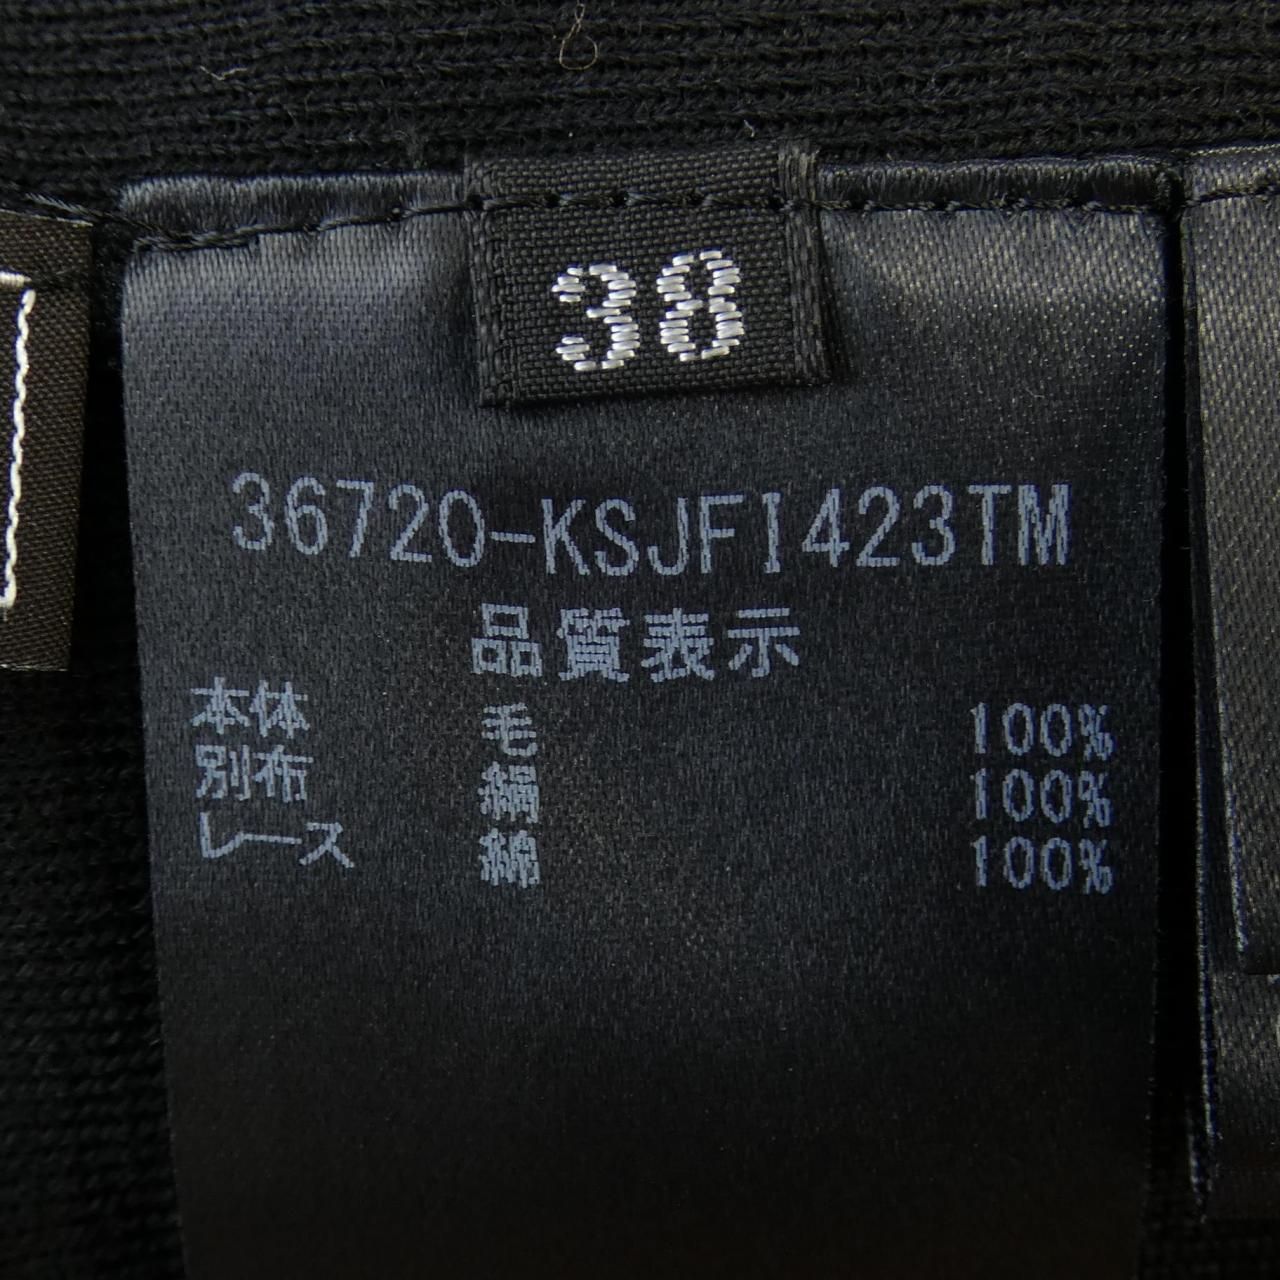 38
36720-KSJFI423TM
品質表示
本体 毛 100%
別布 絹 100%
レース 綿 100%